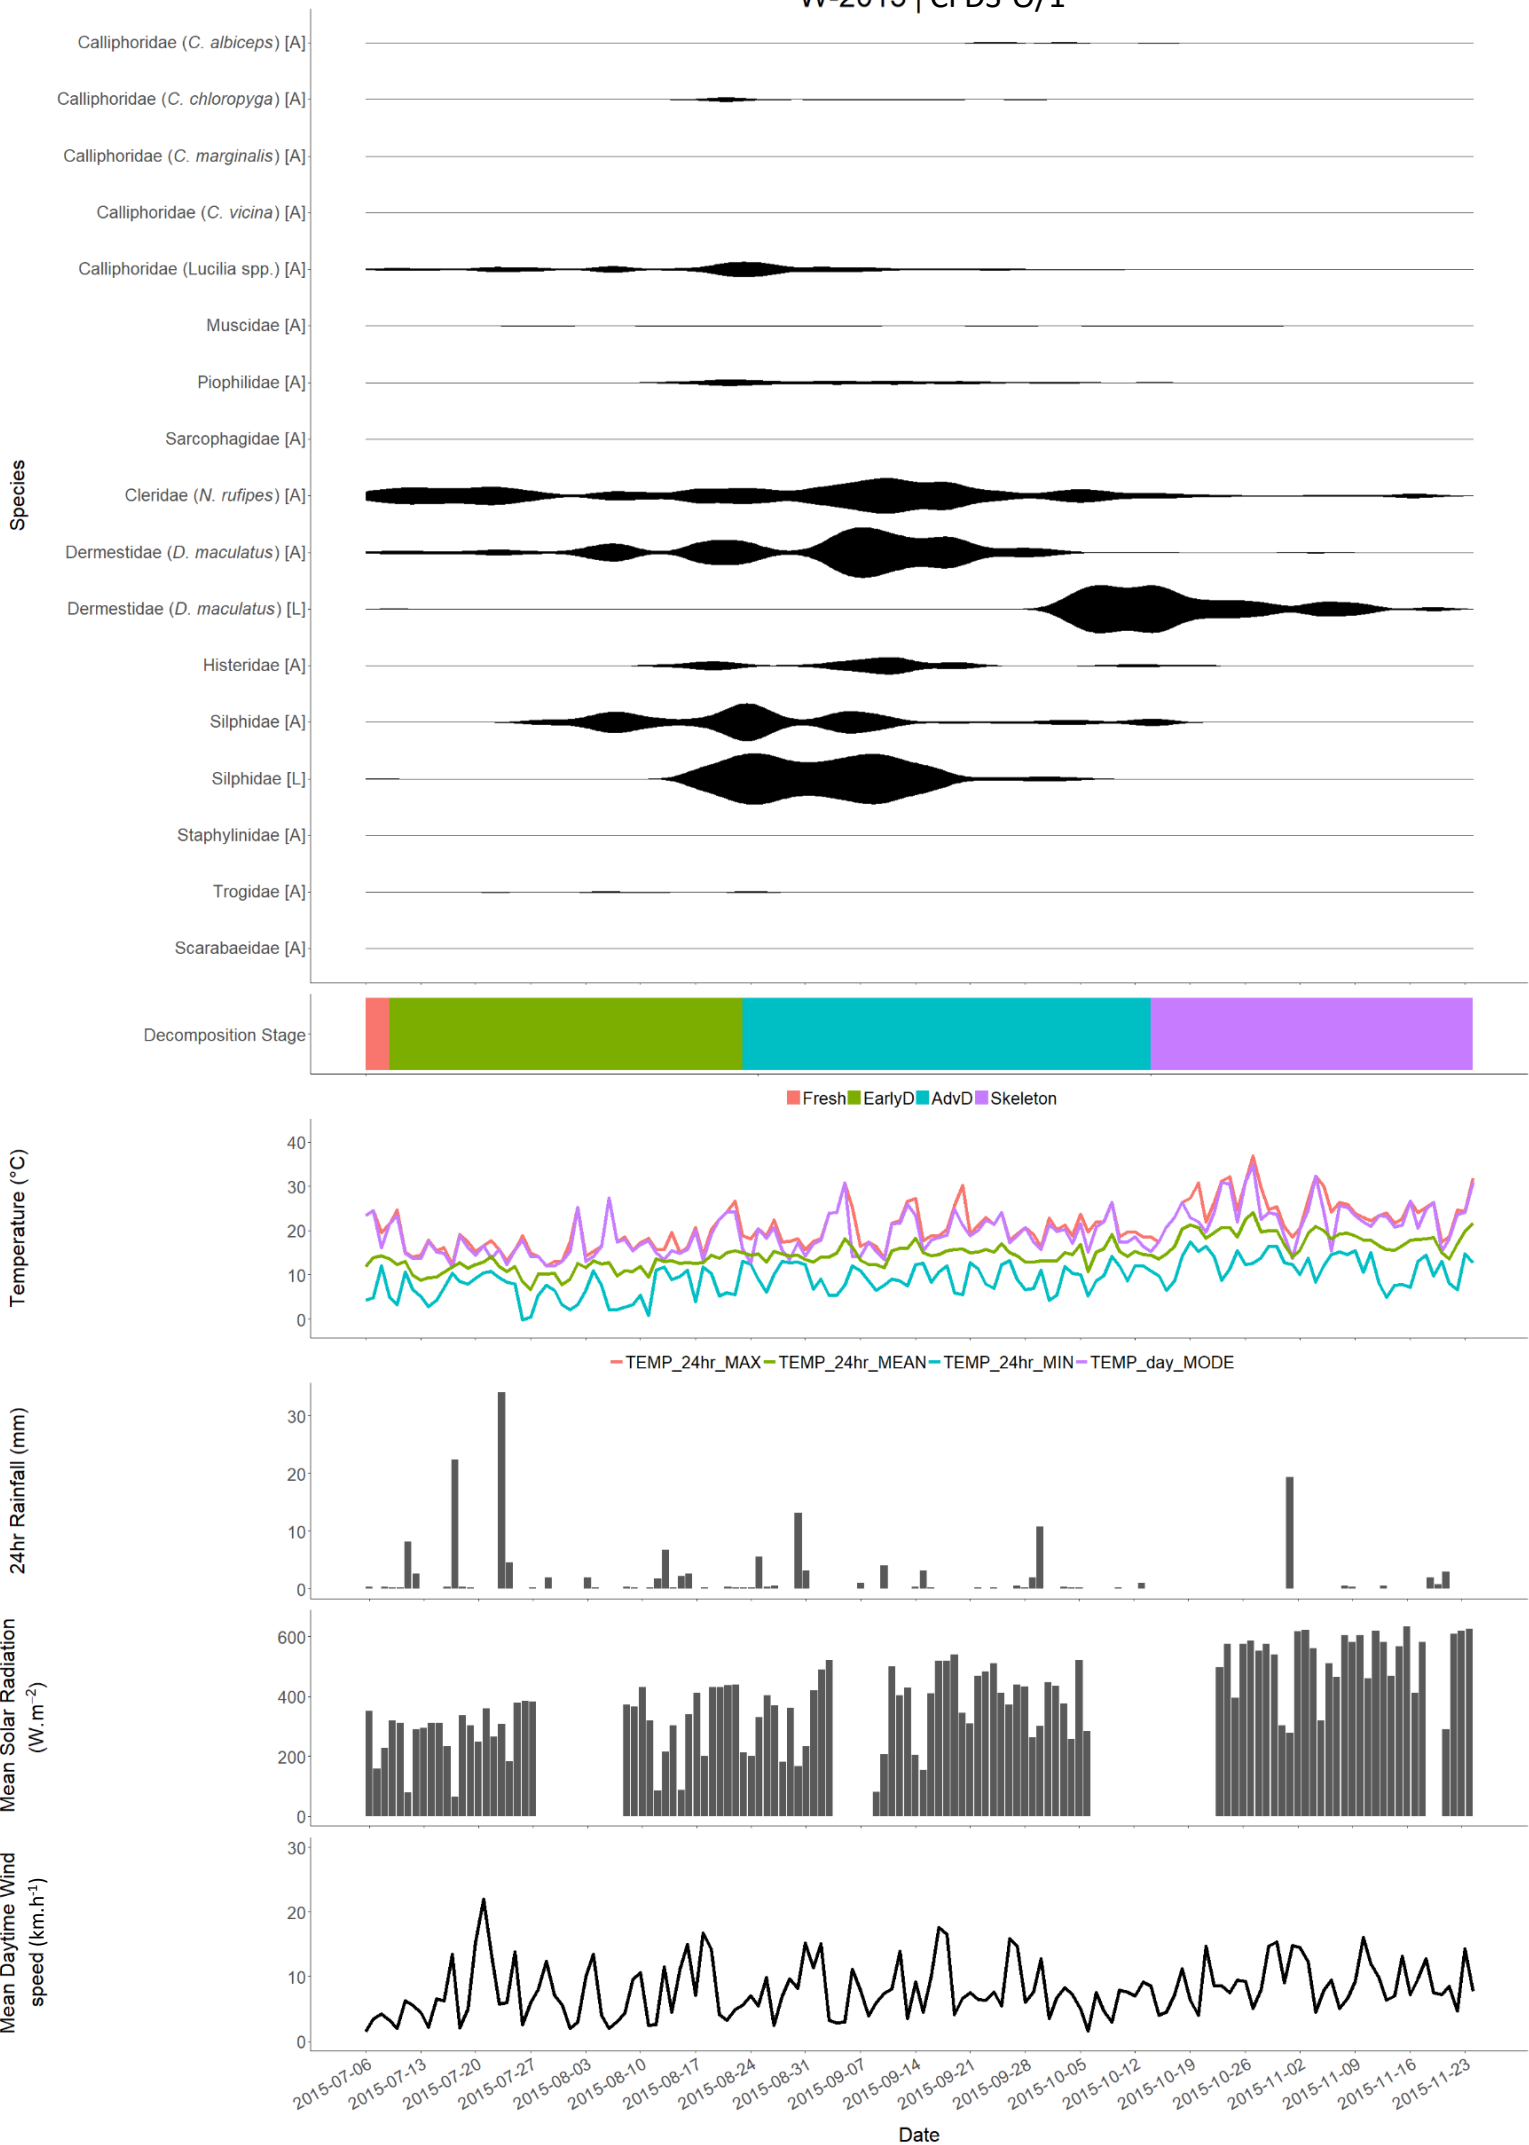 W-2015 | CFDS-O/1
Calliphoridae (C. albiceps) [A]
Calliphoridae (C. chloropyga) [A]
Calliphoridae (C. marginalis) [A]
Calliphoridae (C. vicina) [A]
Calliphoridae (Lucilia spp.) [A]
Muscidae [A]
Piophilidae [A]
Sarcophagidae [A]
Species
Cleridae (N. rufipes) [A]
Dermestidae (D. maculatus) [A]
Dermestidae (D. maculatus) [L]
Histeridae [A]
Silphidae [A]
Silphidae [L]
Staphylinidae [A]
Trogidae [A]
Scarabaeidae [A]
Decomposition Stage
Fresh EarlyD AdvD Skeleton
Temperature (°C)
40
30
20
10
0
TEMP_24hr_MAX TEMP_24hr_MEAN TEMP_24hr_MIN TEMP_day_MODE
24hr Rainfall (mm)
30
20
10
0
Mean Solar Radiation
(W.m⁻²)
600
400
200
0
Mean Daytime Wind
speed (km.h⁻¹)
30
20
10
0
2015-07-06
2015-07-13
2015-07-20
2015-07-27
2015-08-03
2015-08-10
2015-08-17
2015-08-24
2015-08-31
2015-09-07
2015-09-14
2015-09-21
2015-09-28
2015-10-05
2015-10-12
2015-10-19
2015-10-26
2015-11-02
2015-11-09
2015-11-16
2015-11-23
Date